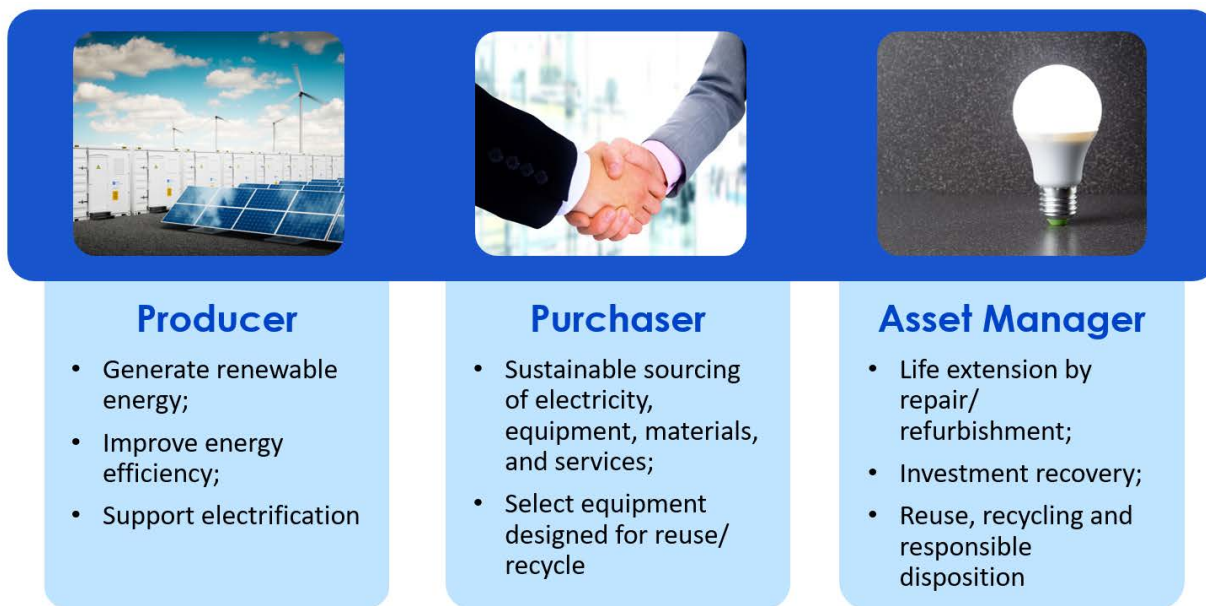 Producer
• Generate renewable
energy;
• Improve energy
efficiency;
• Support electrification
Purchaser
• Sustainable sourcing
of electricity,
equipment, materials,
and services;
• Select equipment
designed for reuse/
recycle
Asset Manager
• Life extension by
repair/
refurbishment;
• Investment recovery;
• Reuse, recycling and
responsible
disposition